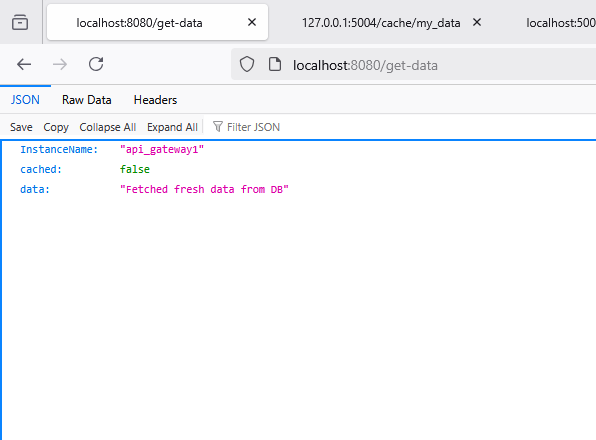 localhost:8080/get-data
127.0.0.1:5004/cache/my_data
localhost:500
localhost:8080/get-data
JSON Raw Data Headers
Save Copy Collapse All Expand All Filter JSON
InstanceName: "api_gateway1"
cached: false
data: "Fetched fresh data from DB"